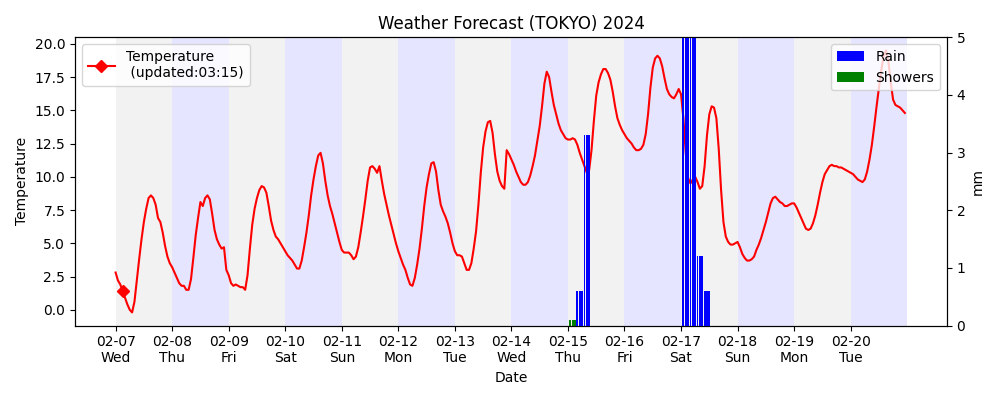 Weather Forecast (TOKYO) 2024
Temperature
(updated:03:15)
Rain
Showers
20.0
17.5
15.0
12.5
10.0
7.5
5.0
2.5
0.0
Temperature
5
4
3
2
1
0
mm
02-07 02-08 02-09 02-10 02-11 02-12 02-13 02-14 02-15 02-16 02-17 02-18 02-19 02-20
Wed Thu Fri Sat Sun Mon Tue Wed Thu Fri Sat Sun Mon Tue
Date